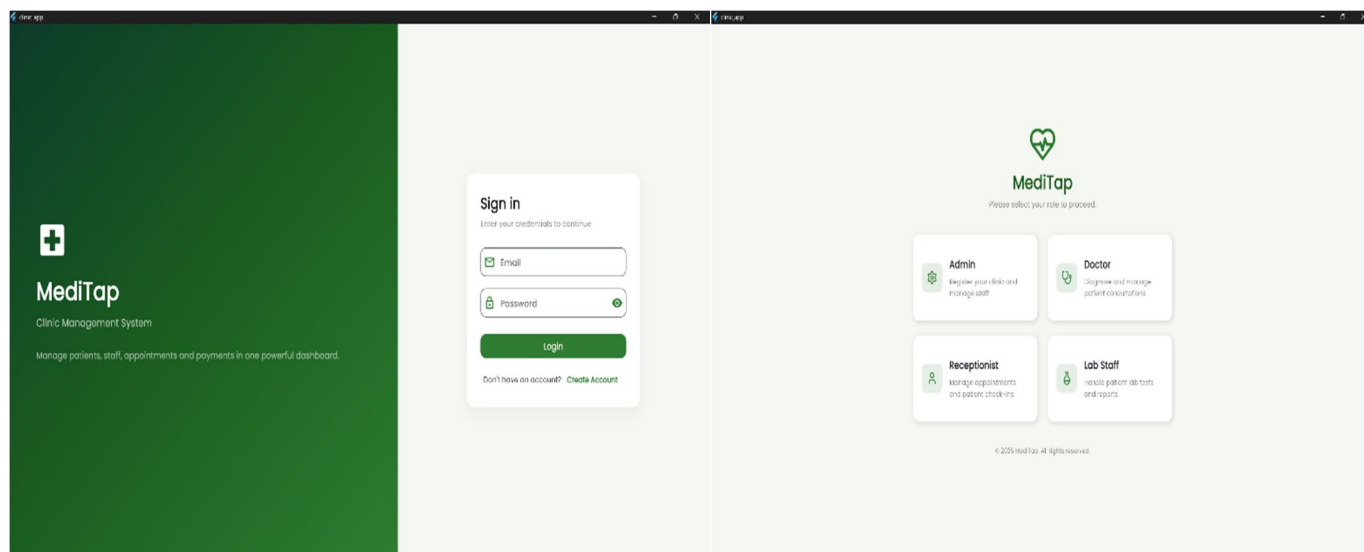 clinic app
MediTap
Clinic Management System
Manage patients, staff, appointments and payments in one powerful dashboard.
Sign in
Enter your credentials to continue
Email
Password
Login
Don't have an account? Create Account
clinic_app
MediTap
Please select your role to proceed.
Admin
Register your clinic and
manage staff
Doctor
Diagnose and manage
patient consultations
Receptionist
Manage appointments
and patient check-ins
Lab Staff
Handle patient lab tests
and reports
© 2025 MediTap. All rights reserved.